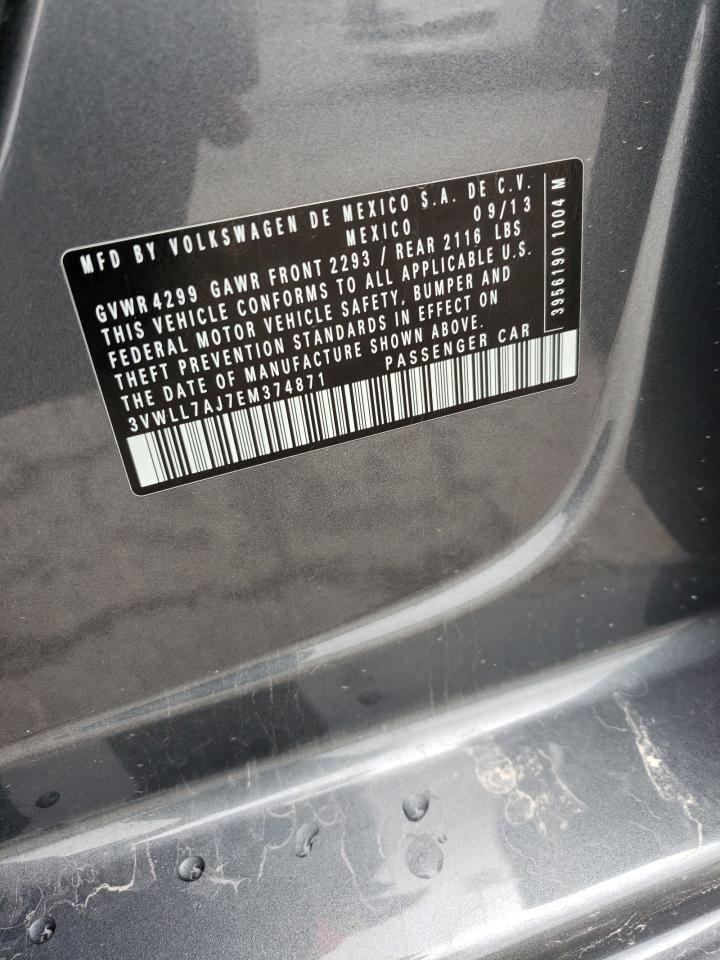 MFD BY VOLKSWAGEN DE MEXICO S.A. DE C.V.
MEXICO 09/13
GVWR 4299 GAWR FRONT 2293 / REAR 2116 LBS
THIS VEHICLE CONFORMS TO ALL APPLICABLE U.S.
FEDERAL MOTOR VEHICLE SAFETY, BUMPER AND
THEFT PREVENTION STANDARDS IN EFFECT ON
THE DATE OF MANUFACTURE SHOWN ABOVE.
3VWLL7AJ7EM374871 PASSENGER CAR
3956190 1004 M